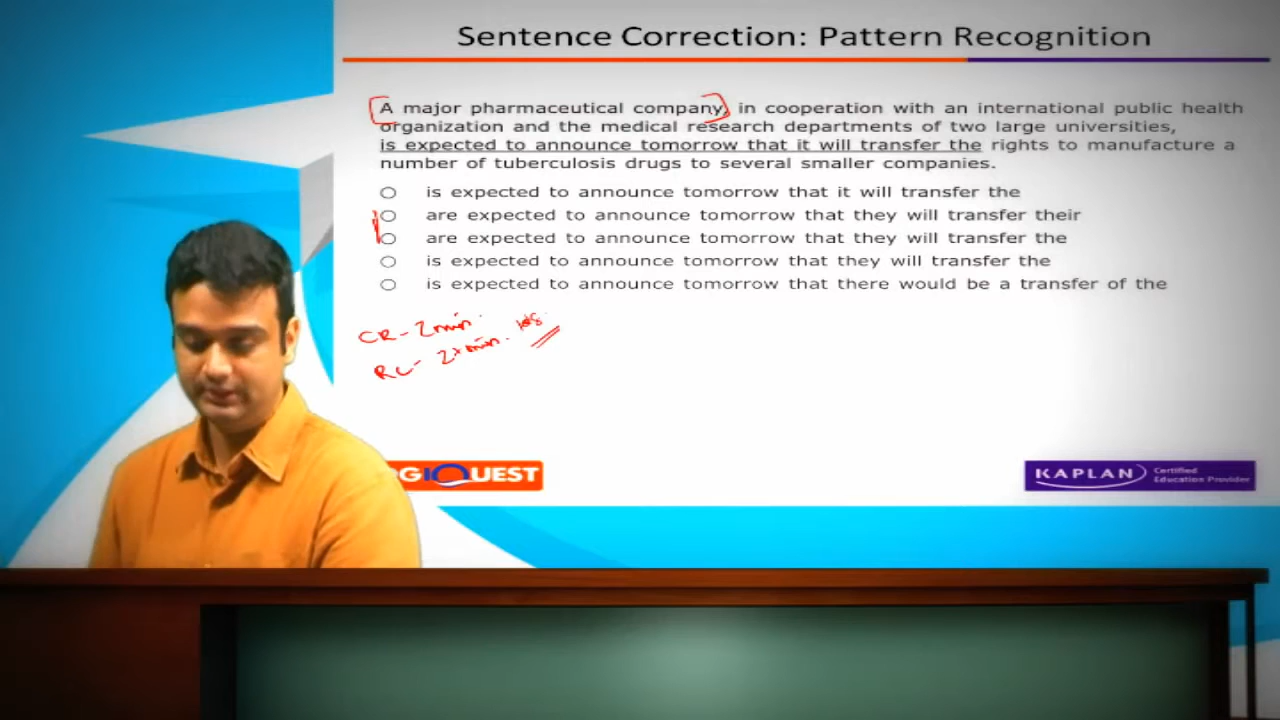 Sentence Correction: Pattern Recognition
A major pharmaceutical company, in cooperation with an international public health
organization and the medical research departments of two large universities,
is expected to announce tomorrow that it will transfer the rights to manufacture a
number of tuberculosis drugs to several smaller companies.
is expected to announce tomorrow that it will transfer the
are expected to announce tomorrow that they will transfer their
are expected to announce tomorrow that they will transfer the
is expected to announce tomorrow that they will transfer the
is expected to announce tomorrow that there would be a transfer of the
CR - 2 min.
RC - 2+ min.
GIQUEST
KAPLAN
Certified
Education Provider